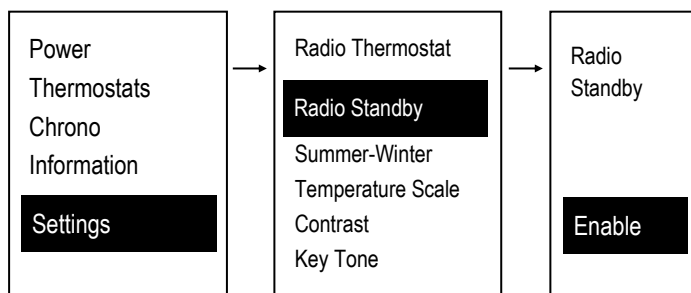 Power
Thermostats
Chrono
Information
Settings
Radio Thermostat
Radio Standby
Summer-Winter
Temperature Scale
Contrast
Key Tone
Radio
Standby
Enable